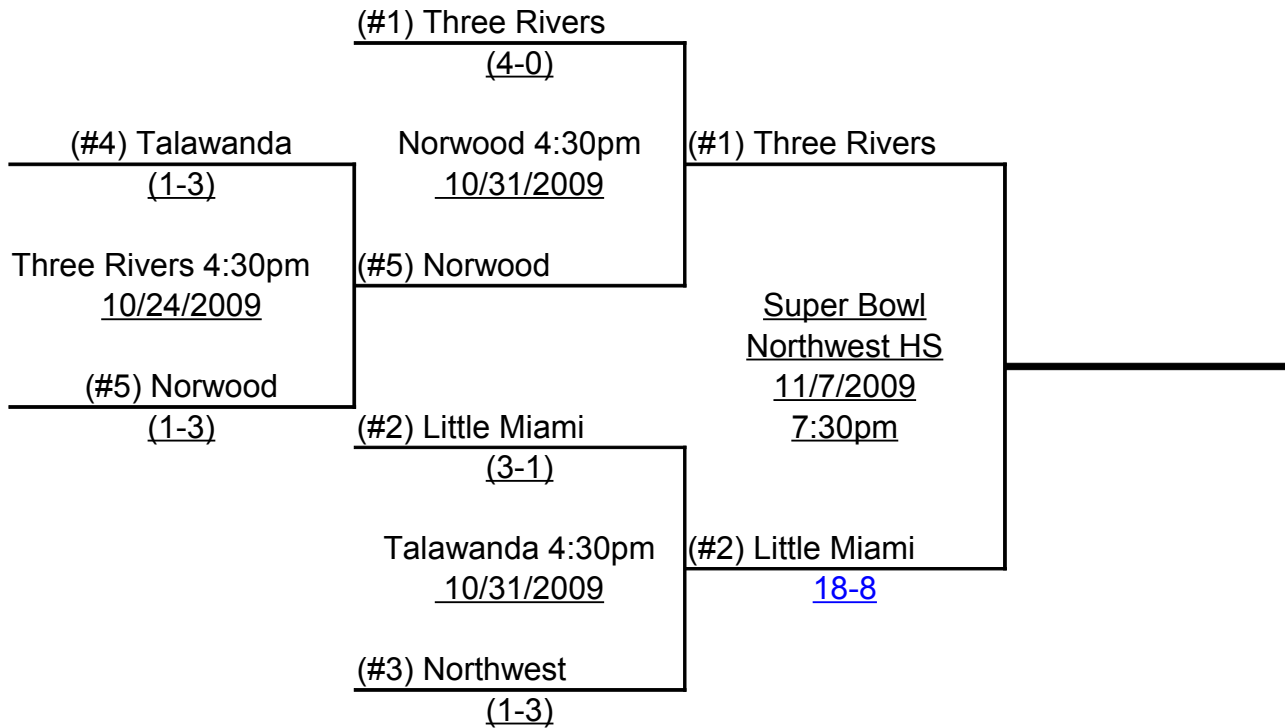 (#1) Three Rivers
(4-0)
(#4) Talawanda
(1-3)
Norwood 4:30pm
10/31/2009
(#1) Three Rivers
Three Rivers 4:30pm
10/24/2009
(#5) Norwood
(#5) Norwood
(1-3)
Super Bowl
Northwest HS
11/7/2009
7:30pm
(#2) Little Miami
(3-1)
Talawanda 4:30pm
10/31/2009
(#2) Little Miami
18-8
(#3) Northwest
(1-3)